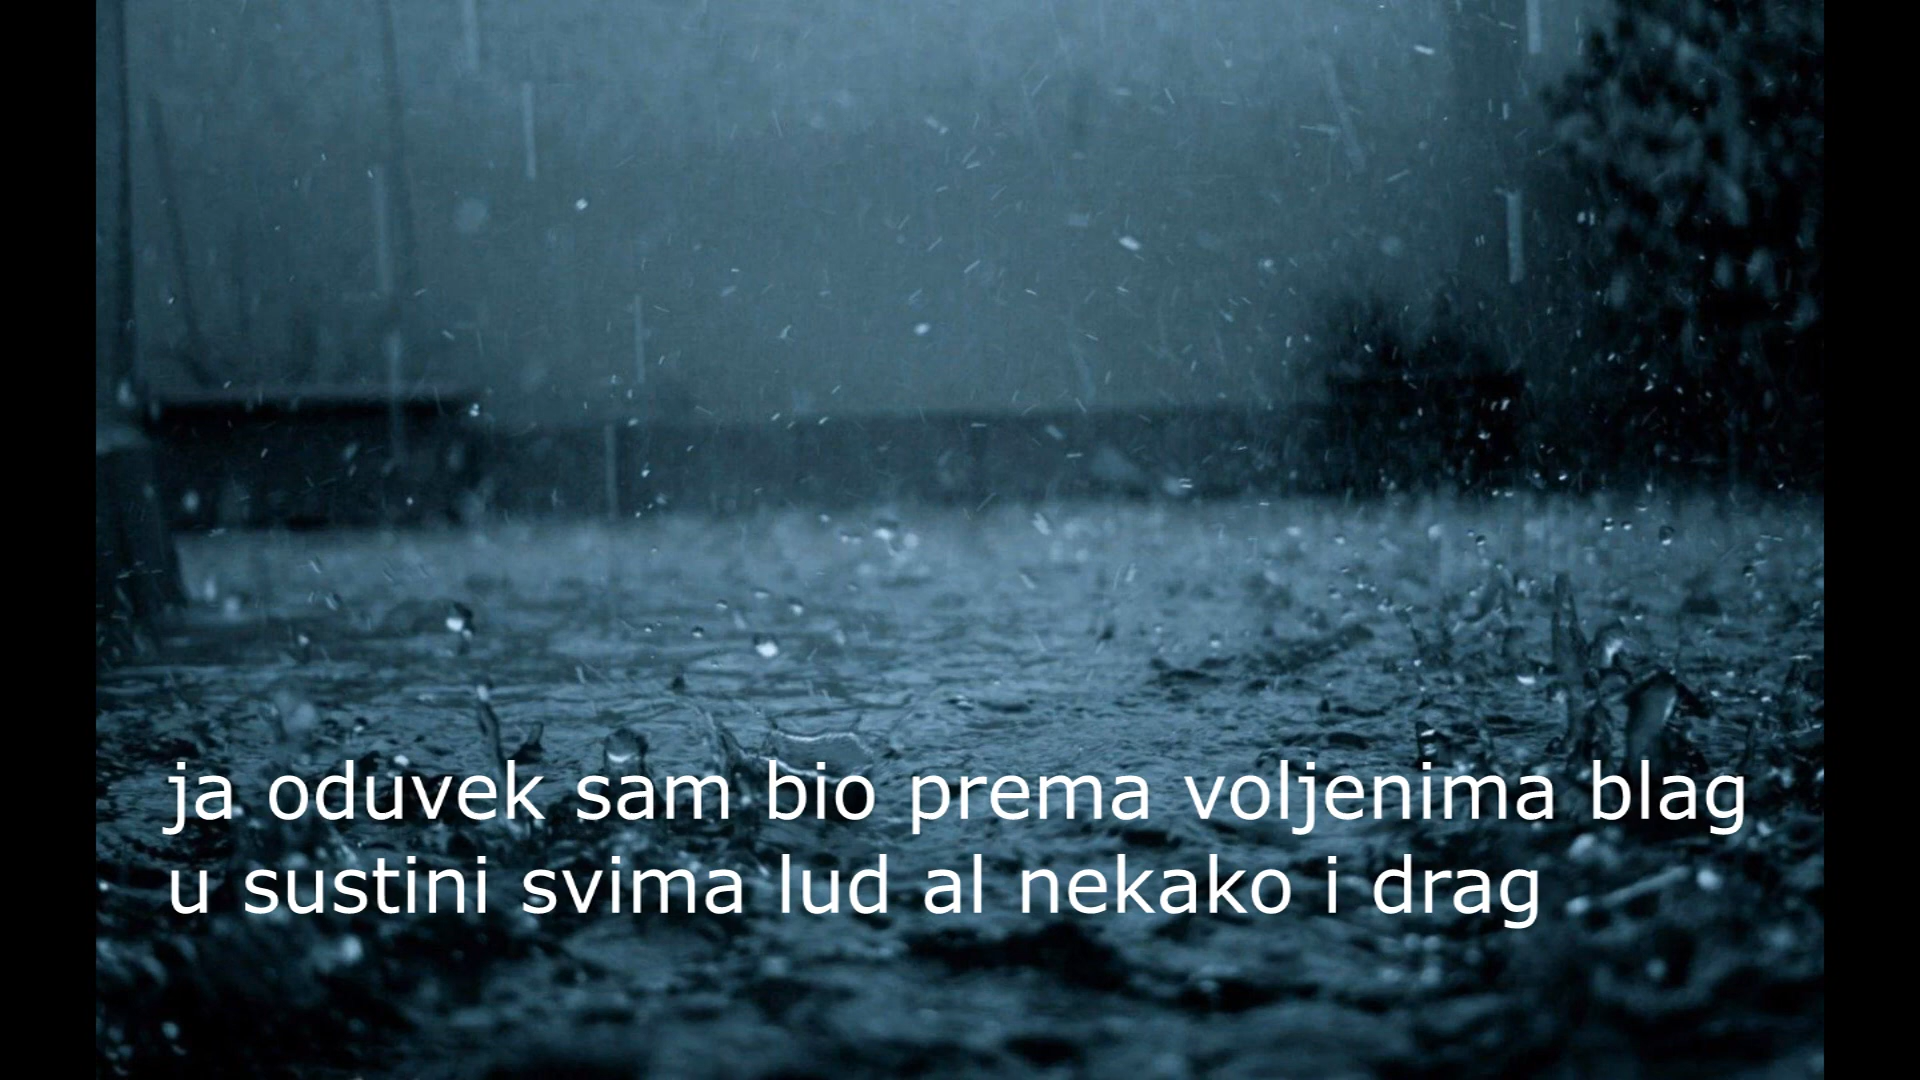 ja oduvek sam bio prema voljenima blag
u sustini svima lud al nekako i drag